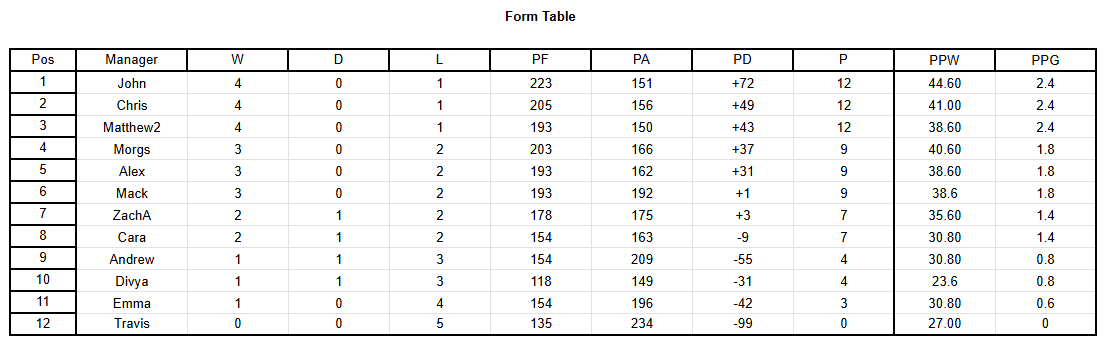 Form Table
Pos Manager W D L PF PA PD P PPW PPG
1 John 4 0 1 223 151 +72 12 44.60 2.4
2 Chris 4 0 1 205 156 +49 12 41.00 2.4
3 Matthew2 4 0 1 193 150 +43 12 38.60 2.4
4 Morgs 3 0 2 203 166 +37 9 40.60 1.8
5 Alex 3 0 2 193 162 +31 9 38.60 1.8
6 Mack 3 0 2 193 192 +1 9 38.6 1.8
7 ZachA 2 1 2 178 175 +3 7 35.60 1.4
8 Cara 2 1 2 154 163 -9 7 30.80 1.4
9 Andrew 1 1 3 154 209 -55 4 30.80 0.8
10 Divya 1 1 3 118 149 -31 4 23.6 0.8
11 Emma 1 0 4 154 196 -42 3 30.80 0.6
12 Travis 0 0 5 135 234 -99 0 27.00 0